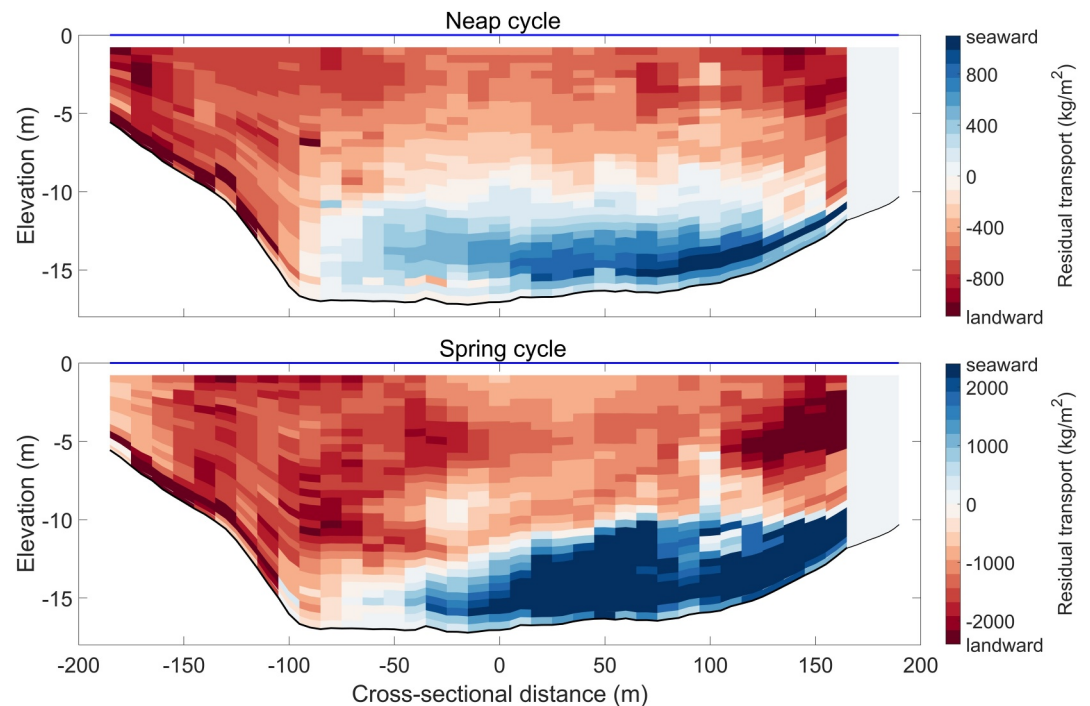 Neap cycle
0
-5
-10
-15
Elevation (m)
seaward
800
400
0
-400
-800
landward
Residual transport (kg/m²)
Spring cycle
0
-5
-10
-15
Elevation (m)
-200
-150
-100
-50
0
50
100
150
200
Cross-sectional distance (m)
seaward
2000
1000
0
-1000
-2000
landward
Residual transport (kg/m²)